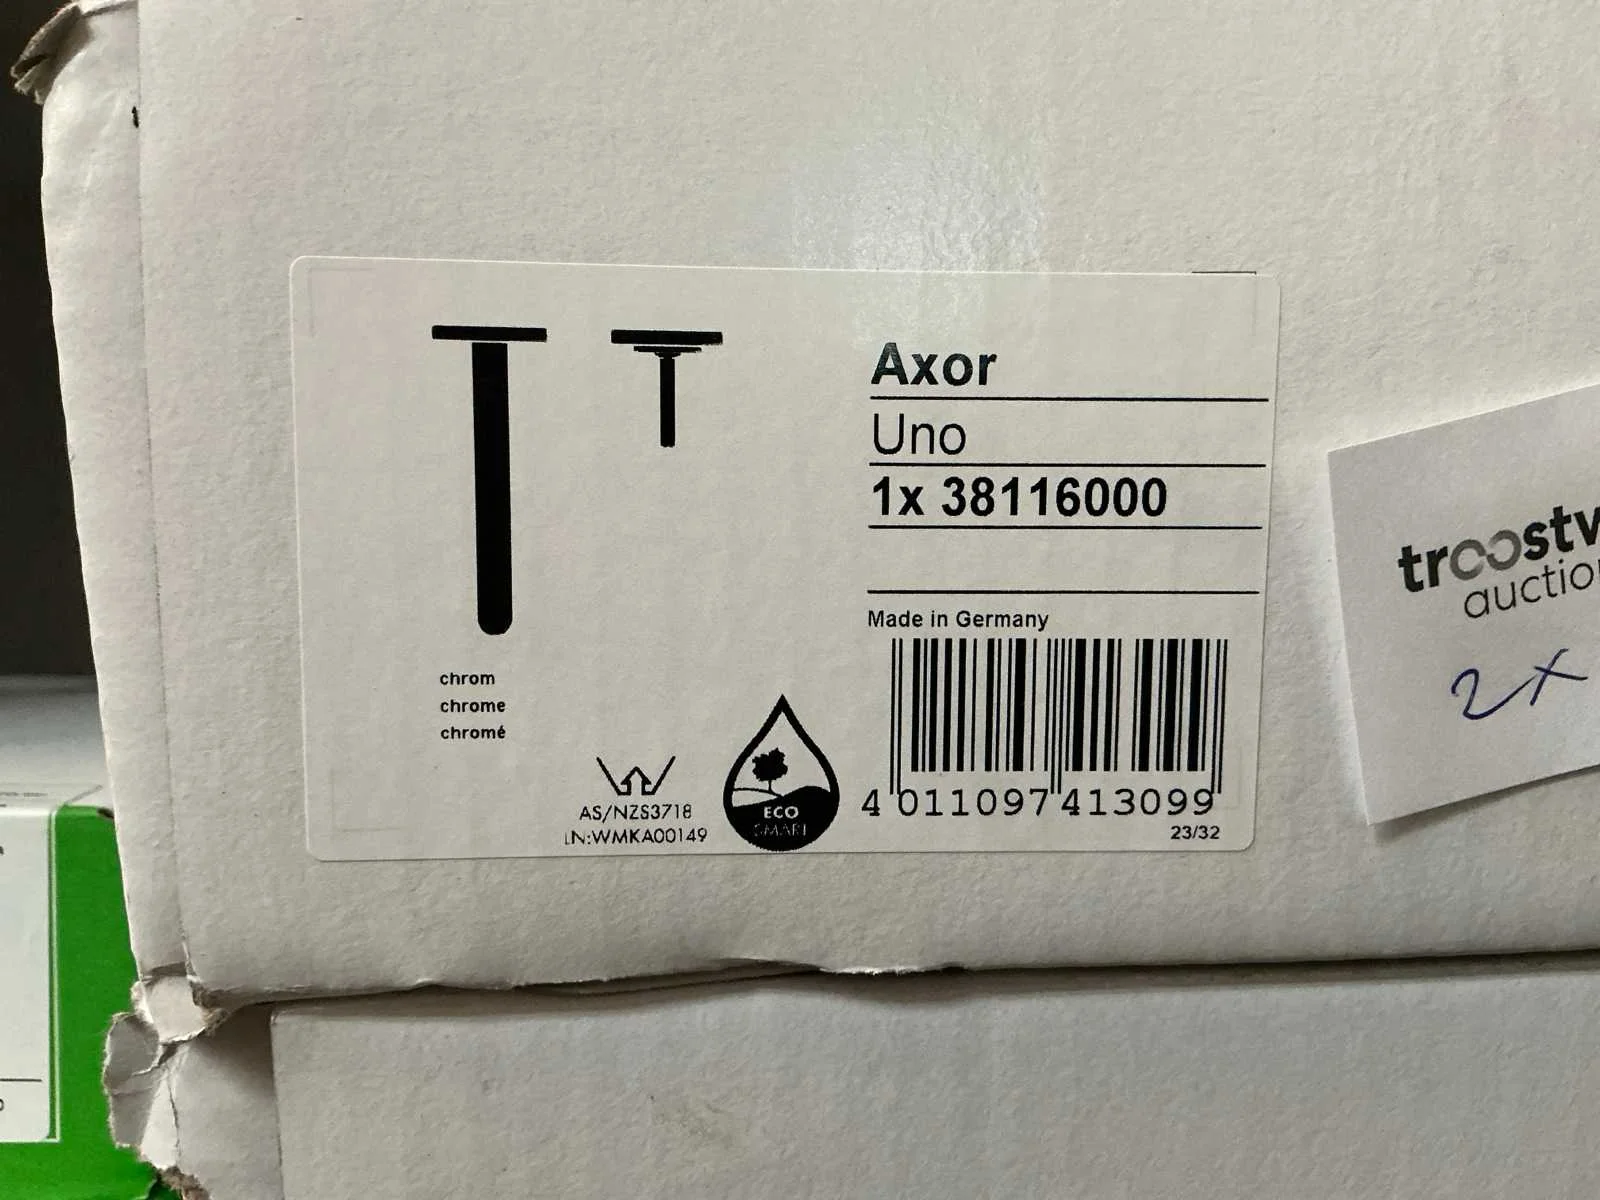 Axor
Uno
1x 38116000
Made in Germany
chrom
chrome
chromé
AS/NZS3718
LN:WMKA00149
ECO
SMART
4 011097 413099
23/32
2x